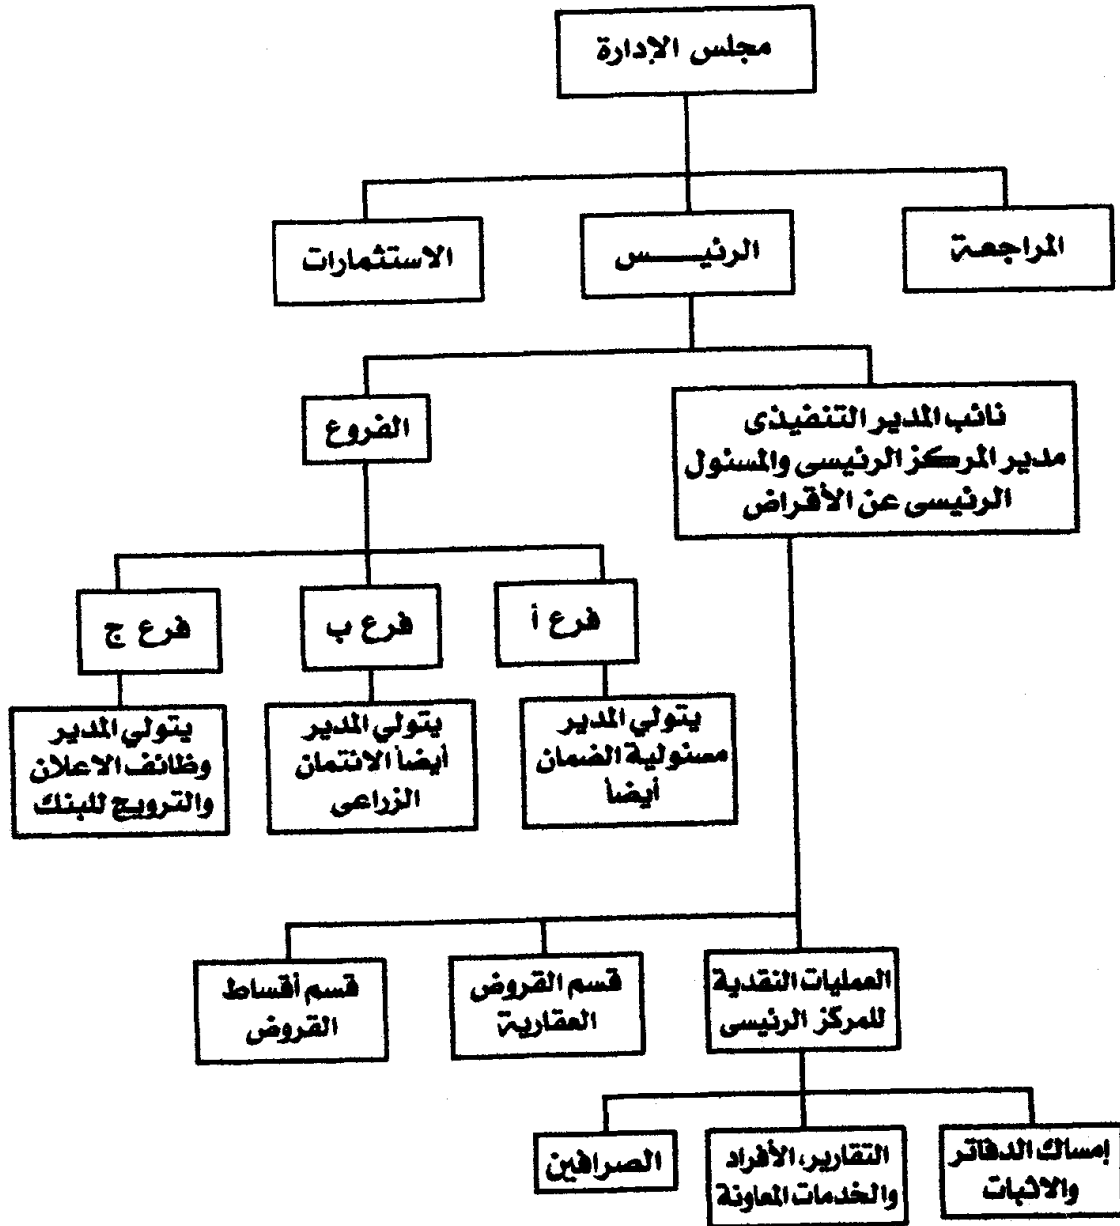 مجلس الإدارة
المراجعة
الرئيـــــس
الاستثمارات
نائب المدير التنفيذى
مدير المركز الرئيسى والمسئول
الرئيسى عن الأقراض
الفروع
فرع أ
فرع ب
فرع ج
يتولي المدير
مسئولية الضمان
أيضاً
يتولي المدير
أيضاً الائتمان
الزراعى
يتولي المدير
وظائف الاعلان
والترويج للبنك
العمليات النقدية
للمركز الرئيسى
قسم القروض
العقارية
قسم أقساط
القروض
إمساك الدفاتر
والاثبات
التقارير، الأفراد
والخدمات المعاونة
الصرافين